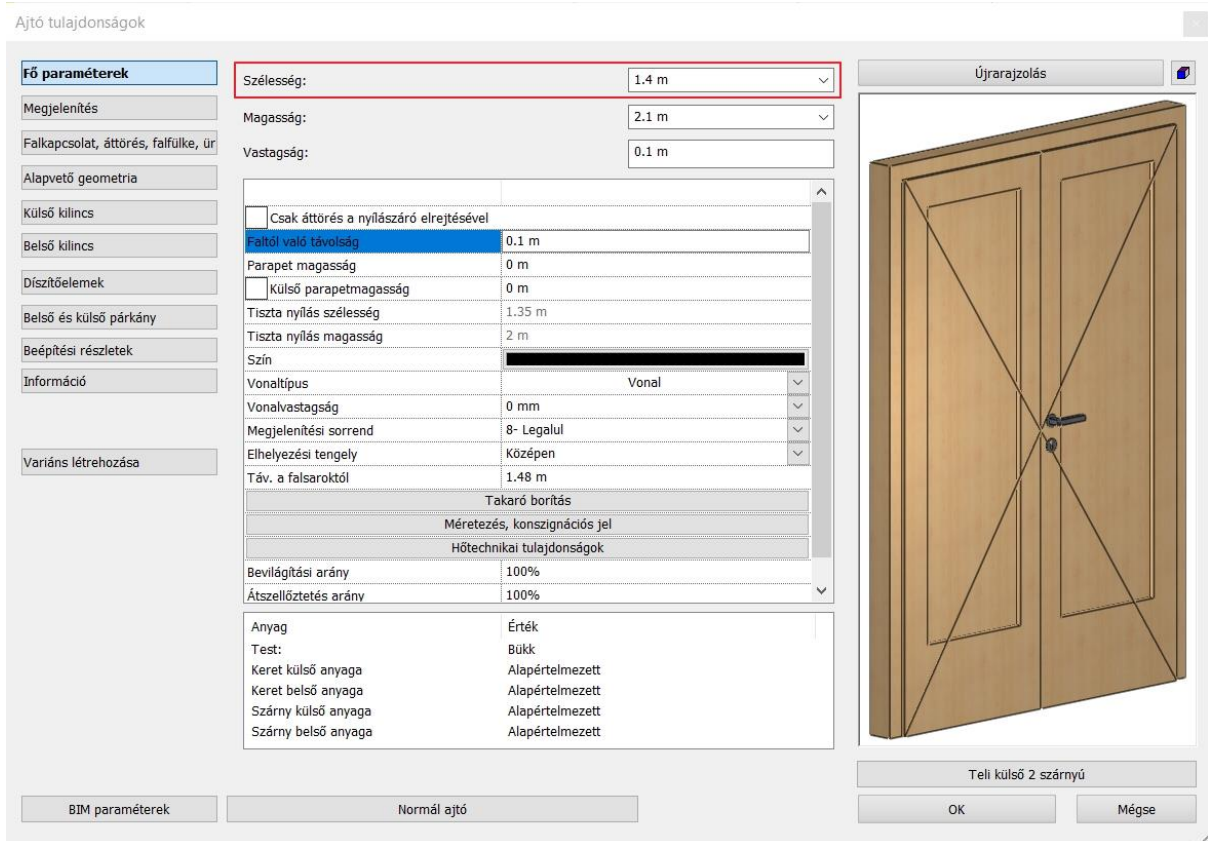 Ajtó tulajdonságok
Fő paraméterek
Megjelenítés
Falkapcsolat, áttörés, falfülke, ür
Alapvető geometria
Külső kilincs
Belső kilincs
Díszítőelemek
Belső és külső párkány
Beépítési részletek
Információ
Variáns létrehozása
Szélesség: 1.4 m
Magasság: 2.1 m
Vastagság: 0.1 m
Csak áttörés a nyílászáró elrejtésével
Faltól való távolság 0.1 m
Parapet magasság 0 m
Külső parapetmagasság 0 m
Tiszta nyílás szélesség 1.35 m
Tiszta nyílás magasság 2 m
Szín
Vonaltípus Vonal
Vonalvastagság 0 mm
Megjelenítési sorrend 8- Legalul
Elhelyezési tengely Középen
Táv. a falsaroktól 1.48 m
Takaró borítás
Méretezés, konszignációs jel
Hőtechnikai tulajdonságok
Bevilágítási arány 100%
Átszellőztetés arány 100%
Anyag Érték
Test: Bükk
Keret külső anyaga Alapértelmezett
Keret belső anyaga Alapértelmezett
Szárny külső anyaga Alapértelmezett
Szárny belső anyaga Alapértelmezett
Újrarajzolás
Teli külső 2 szárnyú
BIM paraméterek
Normál ajtó
OK
Mégse